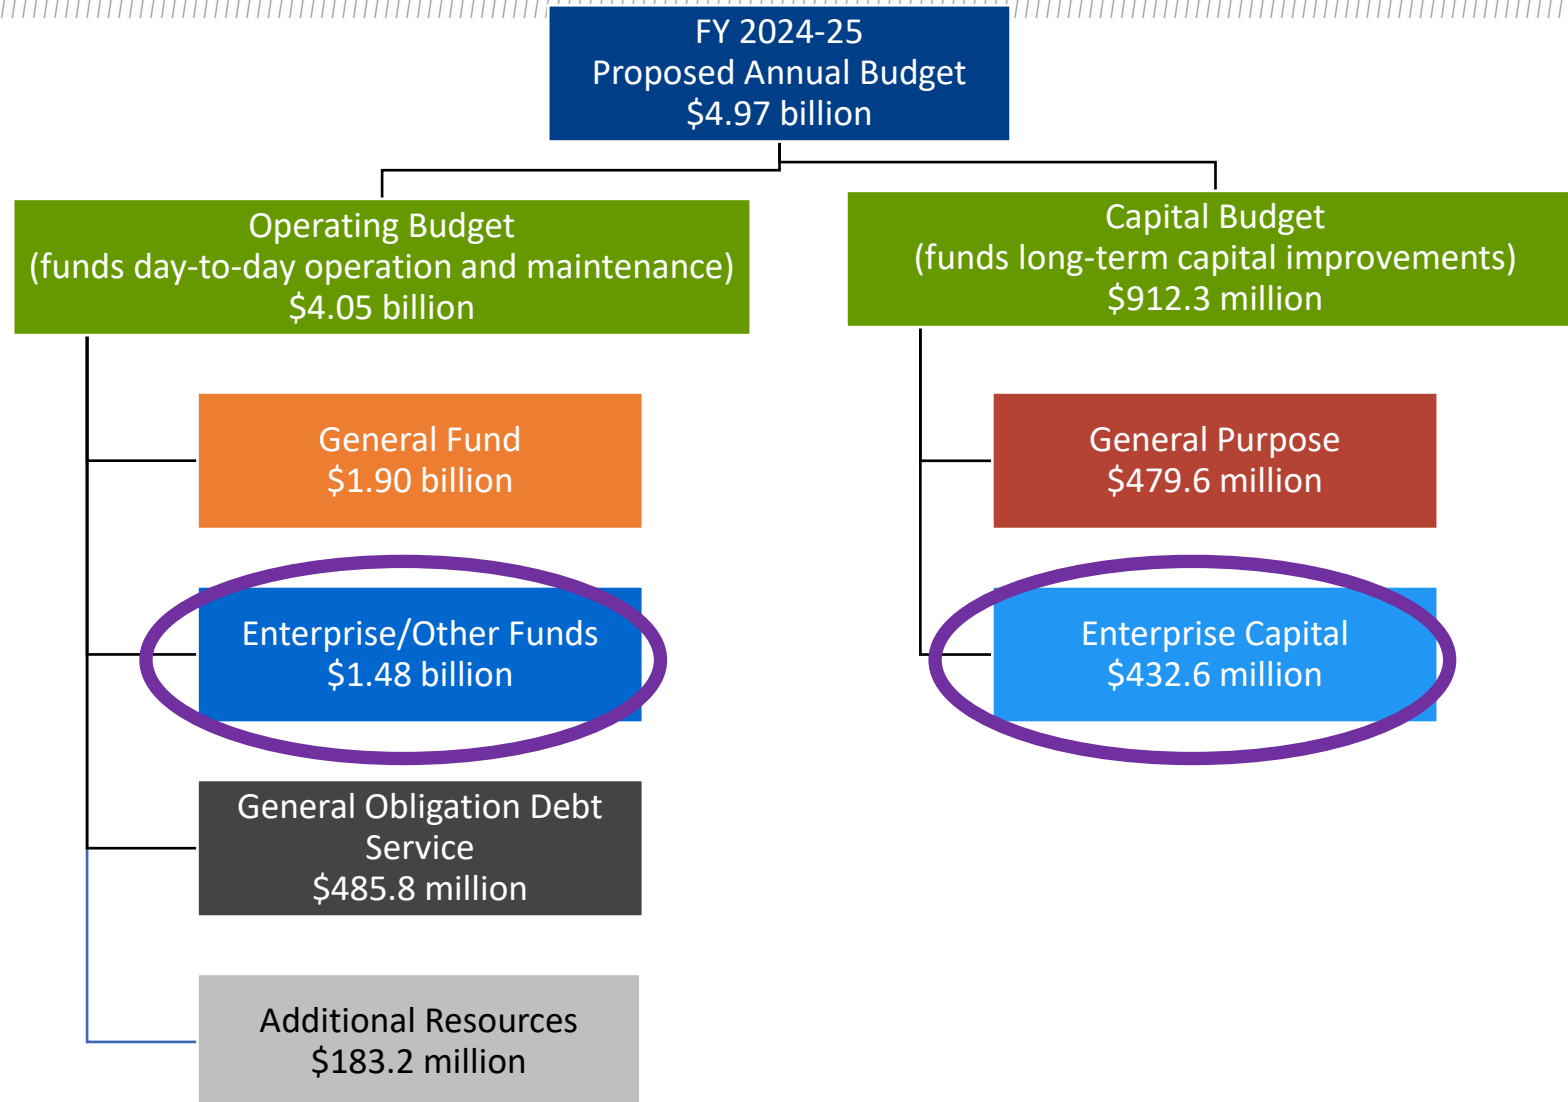 FY 2024-25
Proposed Annual Budget
$4.97 billion
Operating Budget
(funds day-to-day operation and maintenance)
$4.05 billion
Capital Budget
(funds long-term capital improvements)
$912.3 million
General Fund
$1.90 billion
General Purpose
$479.6 million
Enterprise/Other Funds
$1.48 billion
Enterprise Capital
$432.6 million
General Obligation Debt
Service
$485.8 million
Additional Resources
$183.2 million